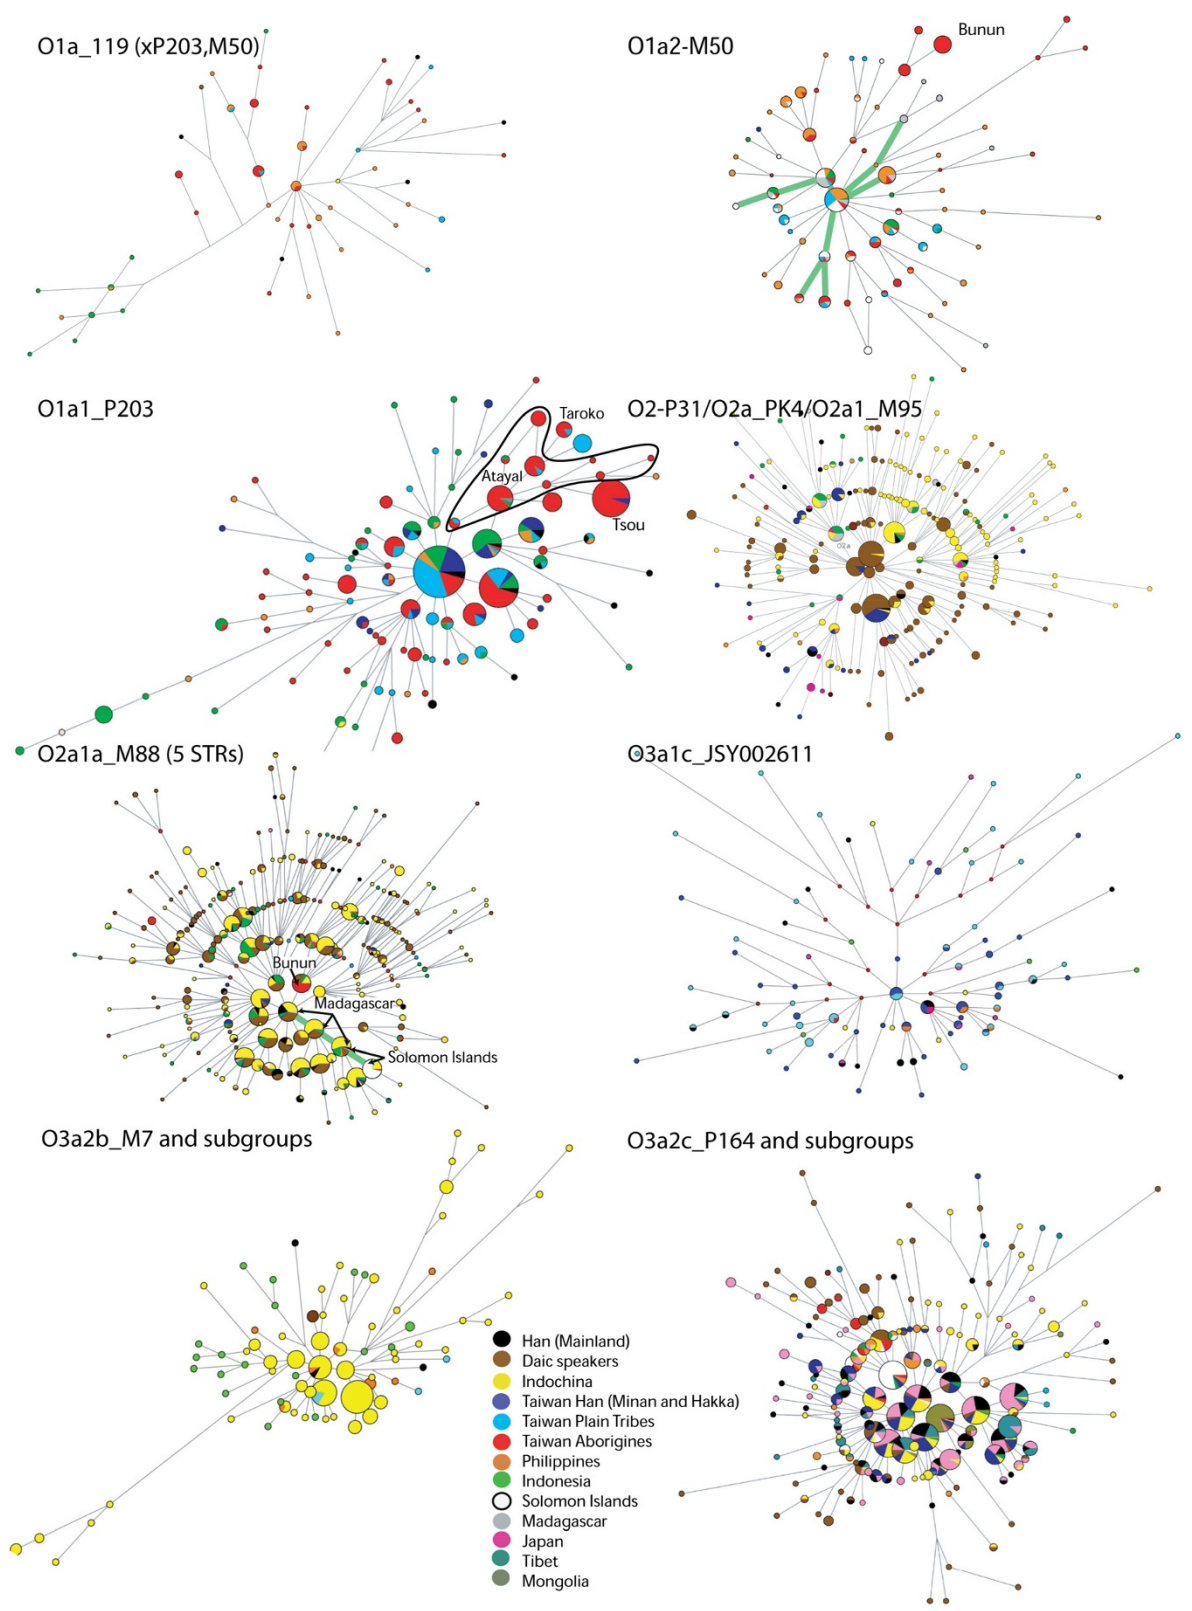 O1a_119 (xP203,M50)
O1a2-M50
Bunun
O1a1_P203
Taroko
Atayal
Tsou
O2-P31/O2a_PK4/O2a1_M95
O2a
O2a1a_M88 (5 STRs)
Bunun
Madagascar
Solomon Islands
O3a1c_JSY002611
O3a2b_M7 and subgroups
O3a2c_P164 and subgroups
Han (Mainland)
Daic speakers
Indochina
Taiwan Han (Minan and Hakka)
Taiwan Plain Tribes
Taiwan Aborigines
Philippines
Indonesia
Solomon Islands
Madagascar
Japan
Tibet
Mongolia